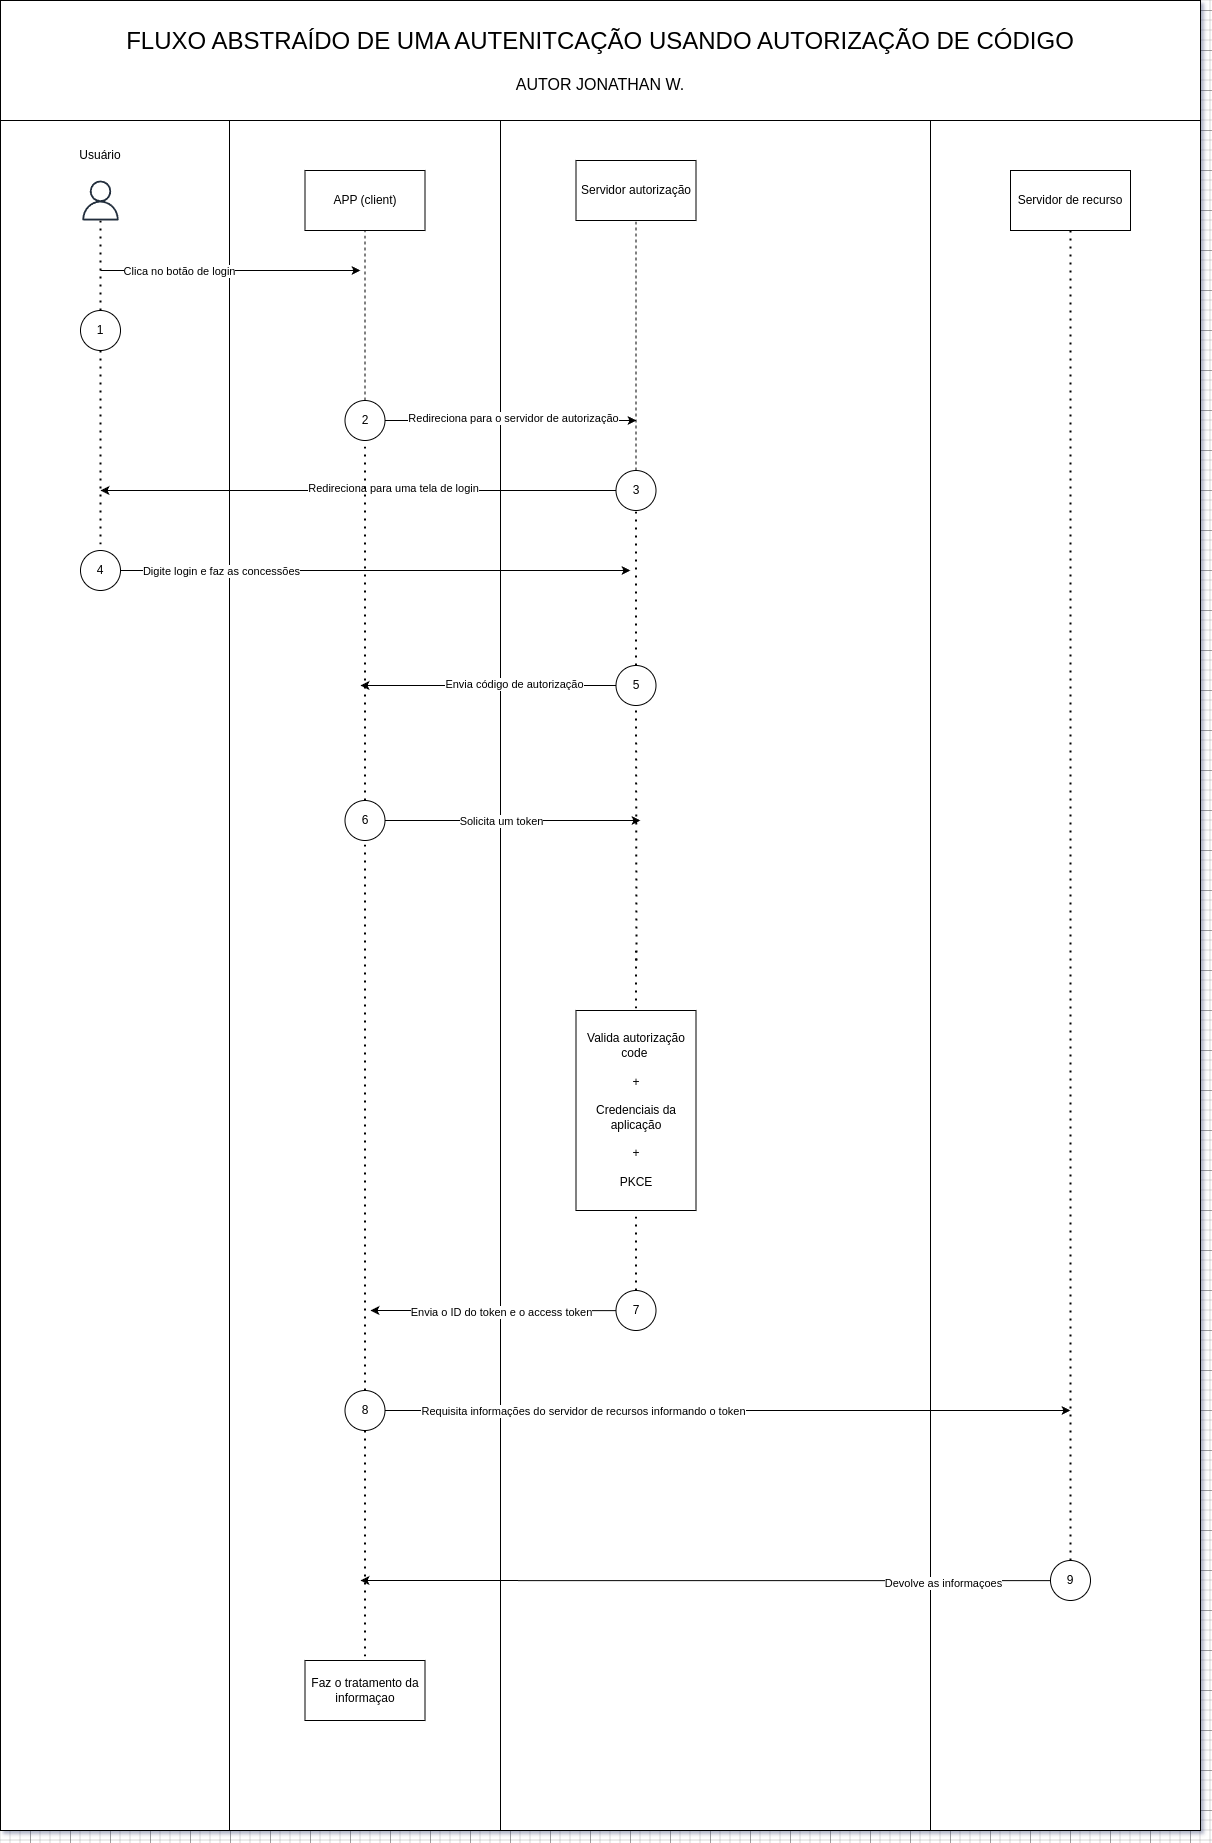 FLUXO ABSTRAÍDO DE UMA AUTENITCAÇÃO USANDO AUTORIZAÇÃO DE CÓDIGO
AUTOR JONATHAN W.
Usuário
APP (client)
Servidor autorização
Servidor de recurso
Clica no botão de login
1
2
Redireciona para o servidor de autorização
Redireciona para uma tela de login
3
4
Digite login e faz as concessões
Envia código de autorização
5
6
Solicita um token
Valida autorização
code
+
Credenciais da
aplicação
+
PKCE
Envia o ID do token e o access token
7
8
Requisita informações do servidor de recursos informando o token
Devolve as informaçoes
9
Faz o tratamento da
informaçao